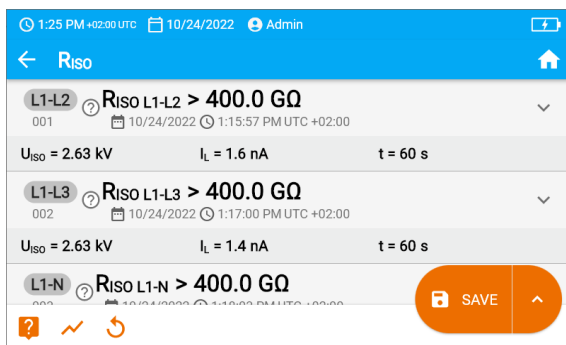 1:25 PM +02:00 UTC 10/24/2022 Admin
RISO
L1-L2 ? RISO L1-L2 > 400.0 GΩ
001 10/24/2022 1:15:57 PM UTC +02:00
UISO = 2.63 kV IL = 1.6 nA t = 60 s
L1-L3 ? RISO L1-L3 > 400.0 GΩ
002 10/24/2022 1:17:00 PM UTC +02:00
UISO = 2.63 kV IL = 1.4 nA t = 60 s
L1-N ? RISO L1-N > 400.0 GΩ
SAVE
?